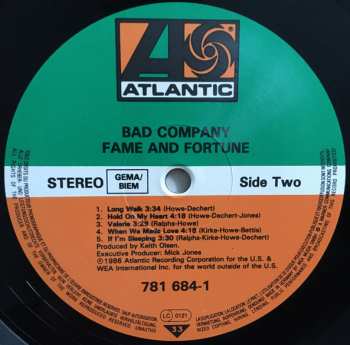 ATLANTIC
BAD COMPANY
FAME AND FORTUNE
STEREO
GEMA/
BIEM
Side Two
1. Long Walk 3:34 (Howe-Dechert)
2. Hold On My Heart 4:18 (Howe-Dechert-Jones)
3. Valerie 3:29 (Ralphs-Howe)
4. When We Made Love 4:18 (Kirke-Howe-Bettis)
5. If I'm Sleeping 3:30 (Ralphs-Kirke-Howe-Dechert)
Produced by Keith Olsen.
Executive Producer: Mick Jones
℗ 1986 Atlantic Recording Corporation for the U.S. &
WEA International Inc. for the world outside of the U.S.
781 684-1
LC 0121
33